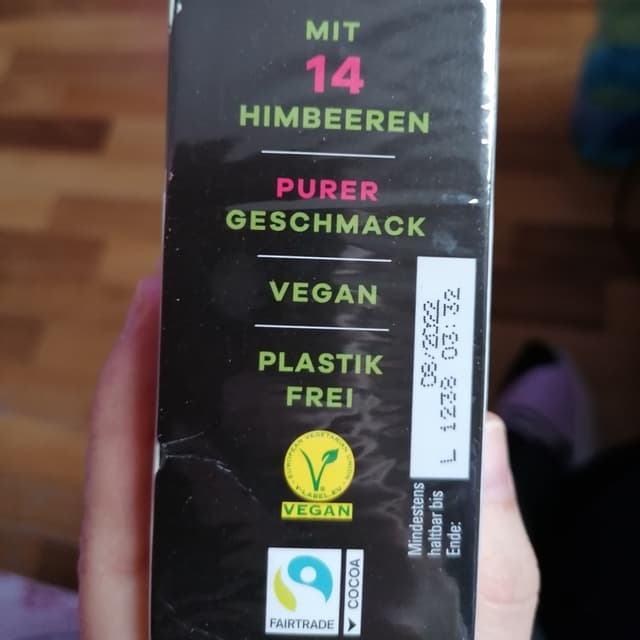 MIT
14
HIMBEEREN
PURER
GESCHMACK
VEGAN
PLASTIK
FREI
EUROPEAN VEGETARIAN UNION
V-LABEL.EU
VEGAN
FAIRTRADE
COCOA
Mindestens
haltbar bis
Ende:
08/2022
L 1238 03:32